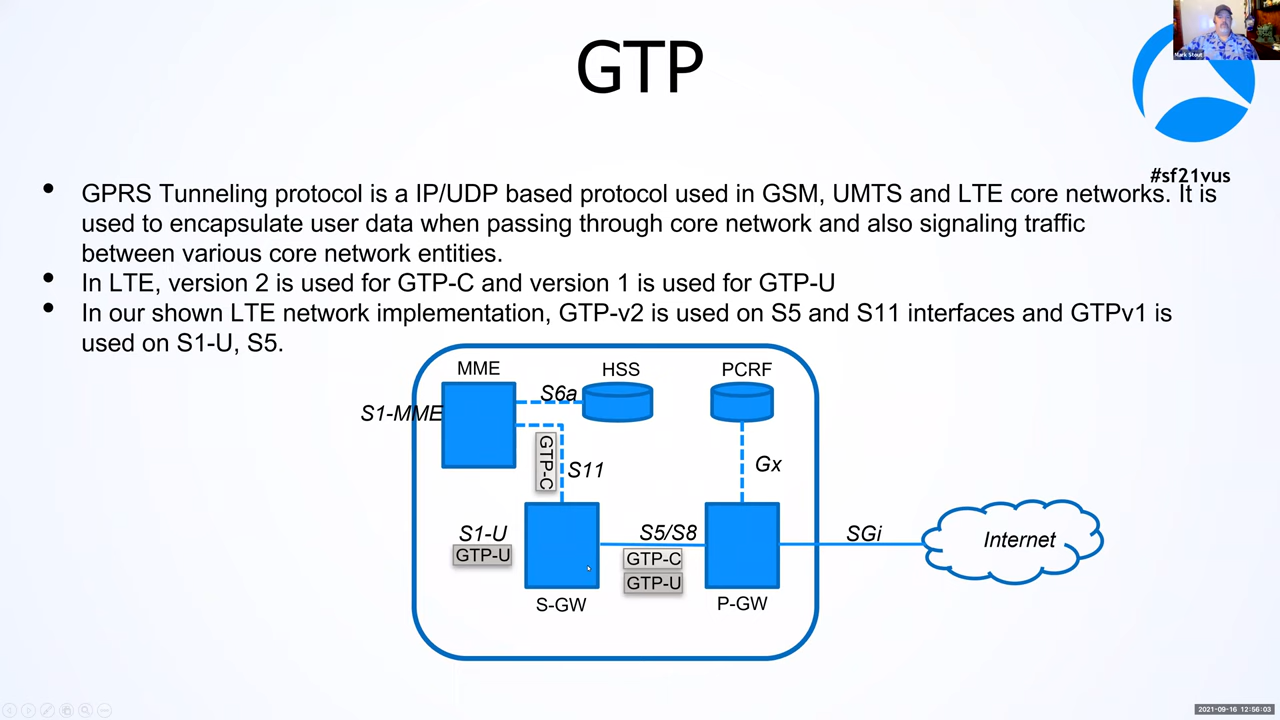 GTP
Mark Stout
#sf21vus
• GPRS Tunneling protocol is a IP/UDP based protocol used in GSM, UMTS and LTE core networks. It is
used to encapsulate user data when passing through core network and also signaling traffic
between various core network entities.
• In LTE, version 2 is used for GTP-C and version 1 is used for GTP-U
• In our shown LTE network implementation, GTP-v2 is used on S5 and S11 interfaces and GTPv1 is
used on S1-U, S5.
MME
HSS
PCRF
S6a
S1-MME
GTP-C
S11
Gx
S1-U
GTP-U
S5/S8
GTP-C
GTP-U
SGi
Internet
S-GW
P-GW
2021-09-16 12:56:03